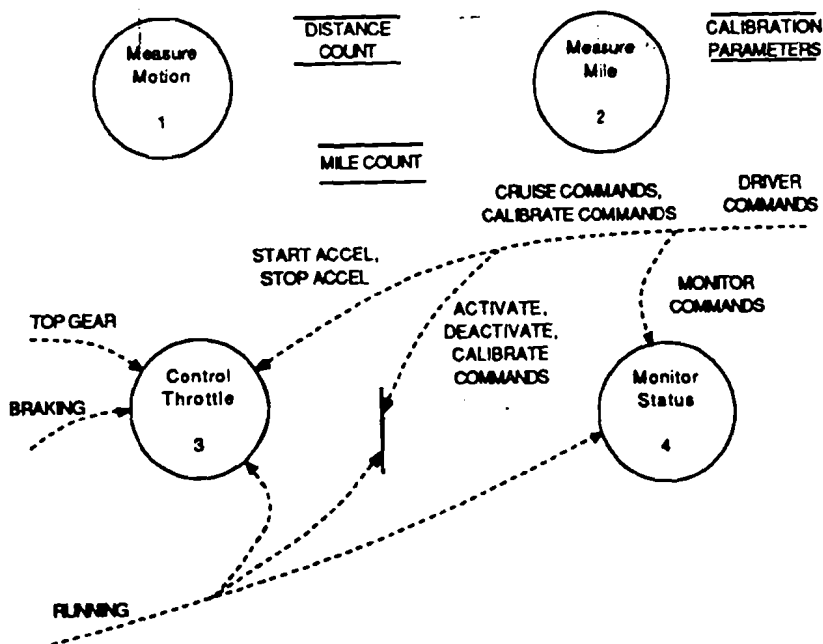 Measure
Motion
1
DISTANCE
COUNT
Measure
Mile
2
CALIBRATION
PARAMETERS
MILE COUNT
CRUISE COMMANDS,
CALIBRATE COMMANDS
DRIVER
COMMANDS
START ACCEL,
STOP ACCEL
MONITOR
COMMANDS
ACTIVATE,
DEACTIVATE,
CALIBRATE
COMMANDS
TOP GEAR
Control
Throttle
3
BRAKING
Monitor
Status
4
RUNNING